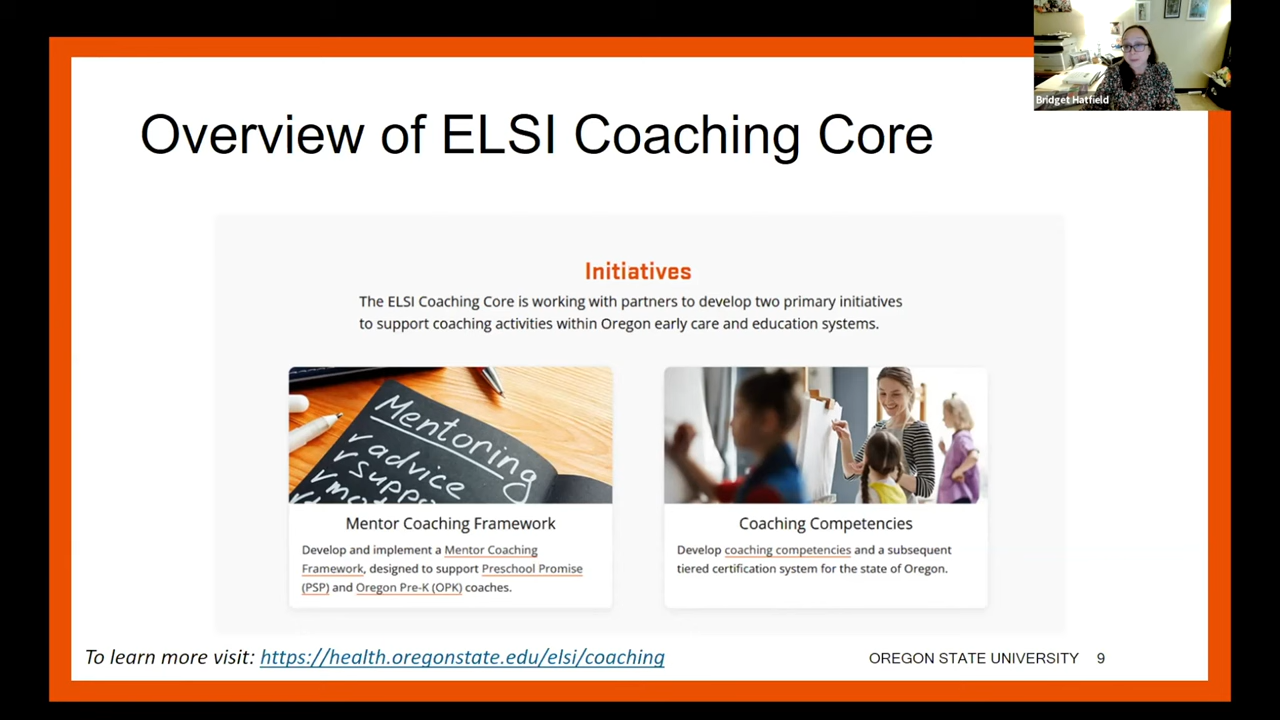 Bridget Hatfield
Overview of ELSI Coaching Core
Initiatives
The ELSI Coaching Core is working with partners to develop two primary initiatives
to support coaching activities within Oregon early care and education systems.
Mentoring
✓advice
✓suppo
Mentor Coaching Framework
Develop and implement a Mentor Coaching
Framework, designed to support Preschool Promise
(PSP) and Oregon Pre-K (OPK) coaches.
Coaching Competencies
Develop coaching competencies and a subsequent
tiered certification system for the state of Oregon.
To learn more visit: https://health.oregonstate.edu/elsi/coaching
OREGON STATE UNIVERSITY 9